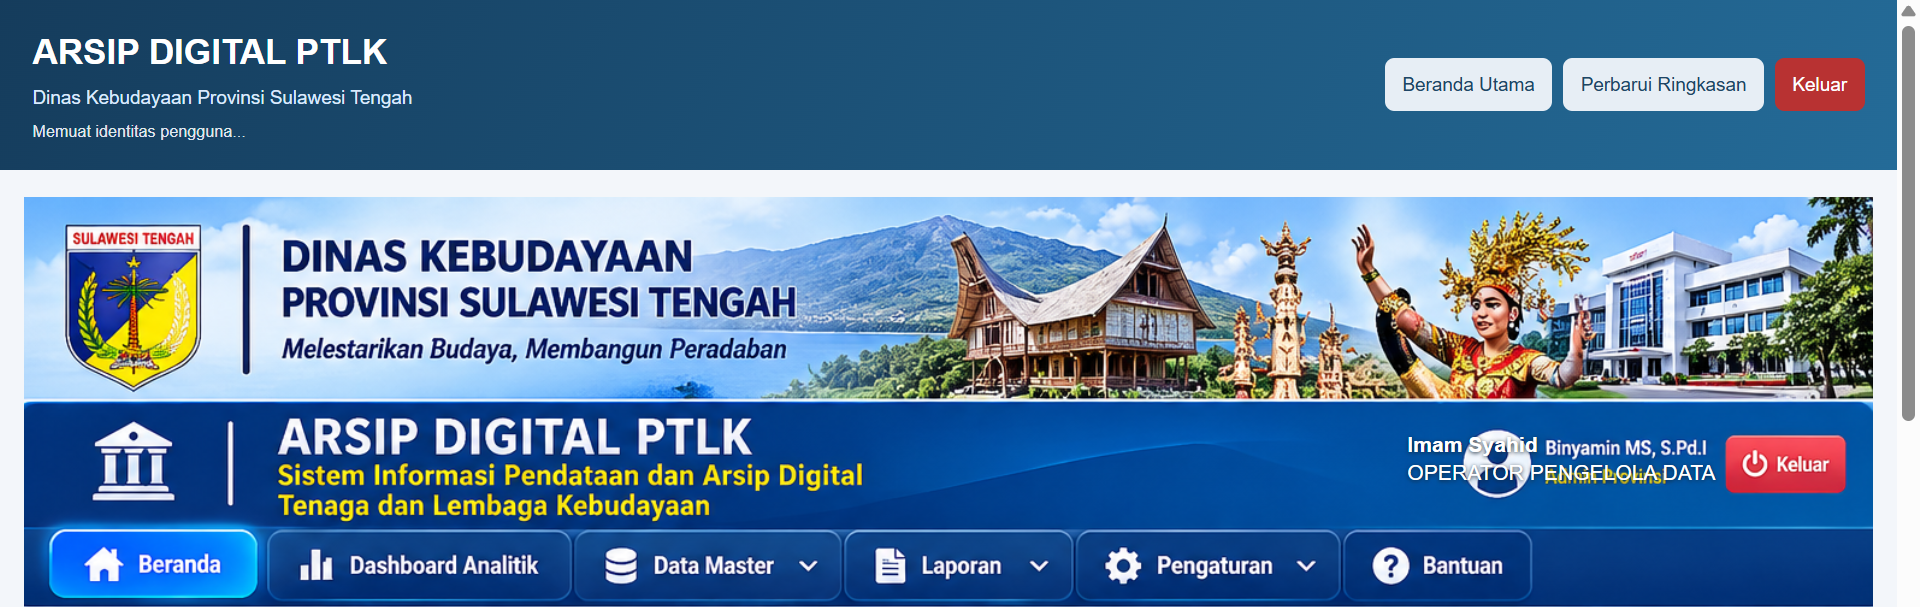 ARSIP DIGITAL PTLK
Dinas Kebudayaan Provinsi Sulawesi Tengah
Memuat identitas pengguna...
Beranda Utama
Perbarui Ringkasan
Keluar
SULAWESI TENGAH
DINAS KEBUDAYAAN
PROVINSI SULAWESI TENGAH
Melestarikan Budaya, Membangun Peradaban
ARSIP DIGITAL PTLK
Sistem Informasi Pendataan dan Arsip Digital
Tenaga dan Lembaga Kebudayaan
Imam Syahid
OPERATOR PENGELOLA DATA
Binyamin MS, S.Pd.I
Admin Provinsi
Keluar
Beranda
Dashboard Analitik
Data Master
Laporan
Pengaturan
Bantuan